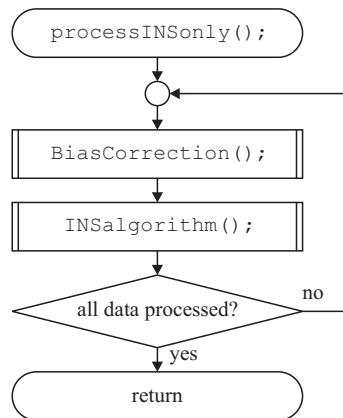 processINSonly();
BiasCorrection();
INSalgorithm();
all data processed?
no
yes
return